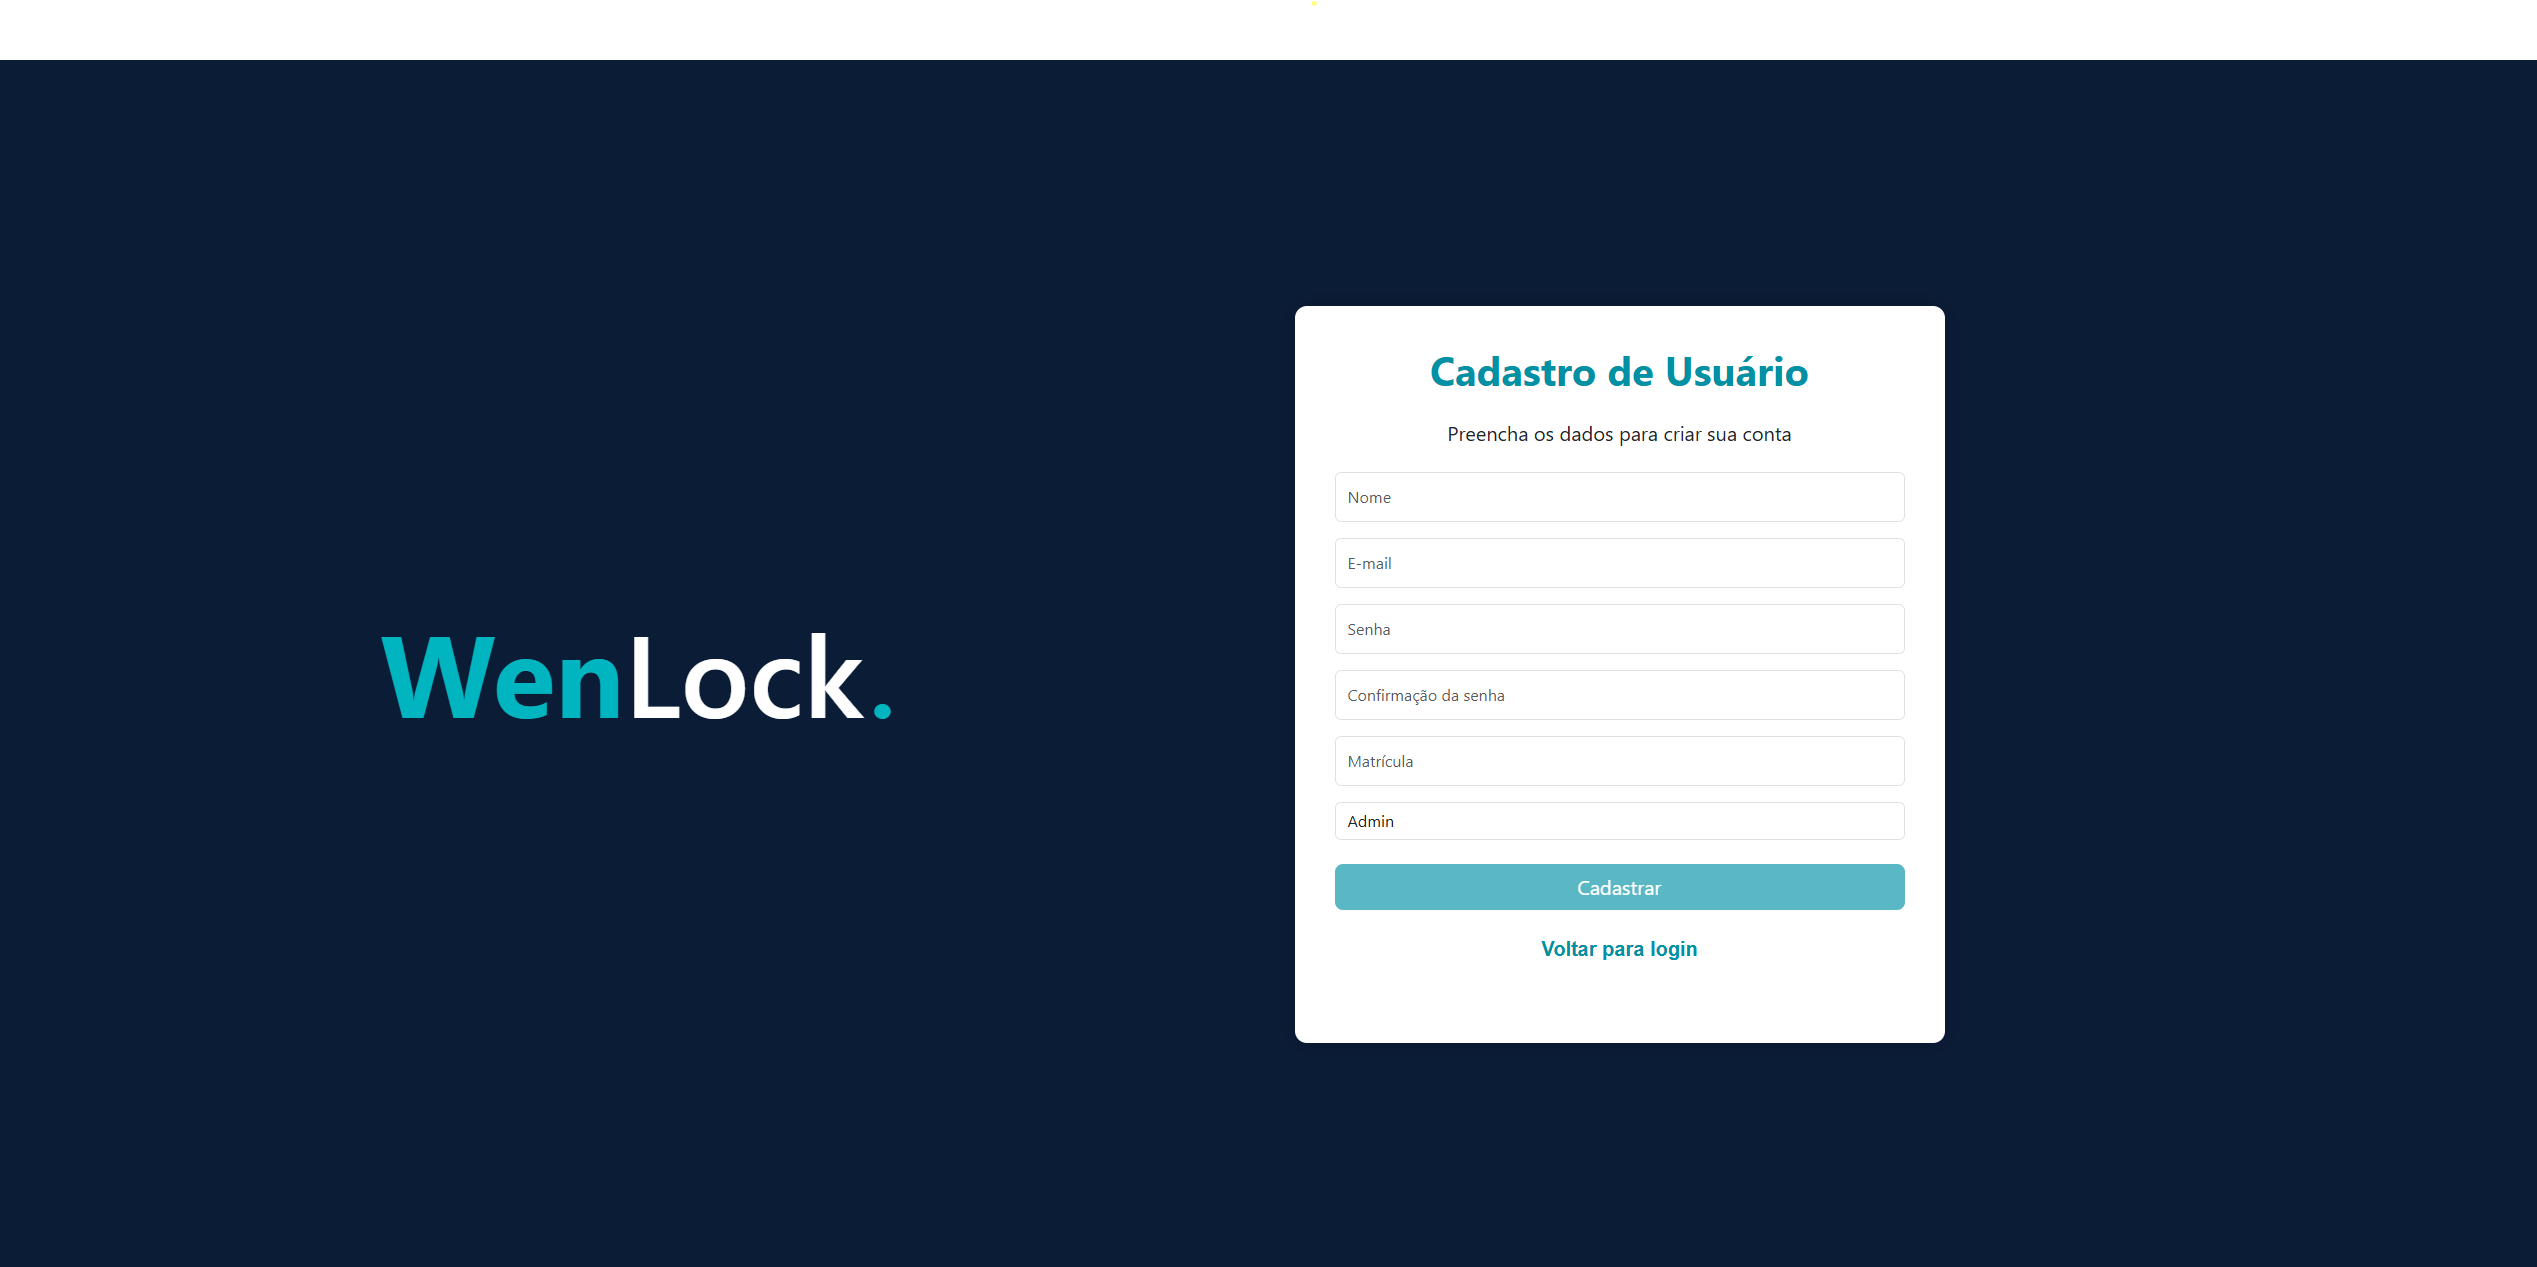 WenLock.
Cadastro de Usuário
Preencha os dados para criar sua conta
Nome
E-mail
Senha
Confirmação da senha
Matrícula
Admin
Cadastrar
Voltar para login